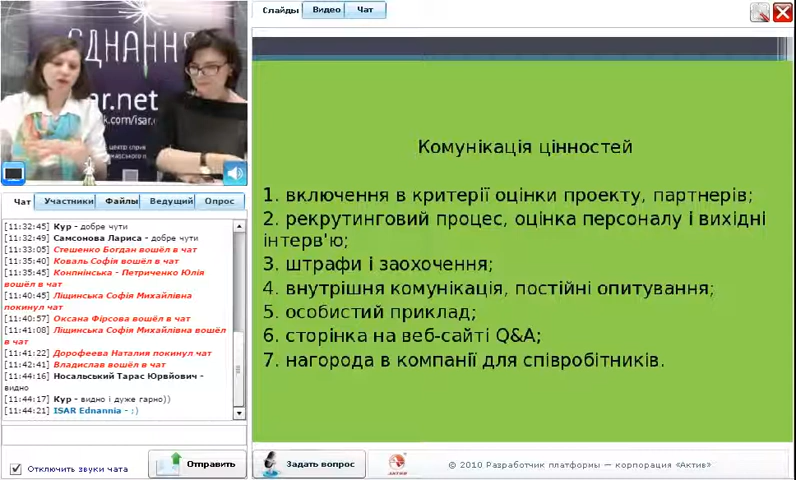 Слайды Видео Чат
ЄДНАННЯ
sar.net
k.com/isar.
центр спри
Чат Участники Файлы Ведущий Опрос
[11:32:45] Кур - добре чути
[11:32:49] Самсонова Лариса - добре чути
[11:33:05] Стешенко Богдан вошёл в чат
[11:35:40] Коваль Софія вошёл в чат
[11:35:45] Конпнінська - Петриченко Юлія
вошёл в чат
[11:40:45] Ліщинська Софія Михайлівна
покинул чат
[11:40:57] Оксана Фірсова вошёл в чат
[11:41:08] Ліщинська Софія Михайлівна вошёл
в чат
[11:41:22] Дорофеева Наталия покинул чат
[11:42:41] Владислав вошёл в чат
[11:44:16] Носальський Тарас Юрвйович -
видно
[11:44:17] Кур - видно і дуже гарно))
[11:44:21] ISAR Ednannia - ;)
Отключить звуки чата
Отправить
Комунікація цінностей
1. включення в критерії оцінки проекту, партнерів;
2. рекрутинговий процес, оцінка персоналу і вихідні
інтерв'ю;
3. штрафи і заохочення;
4. внутрішня комунікація, постійні опитування;
5. особистий приклад;
6. сторінка на веб-сайті Q&A;
7. нагорода в компанії для співробітників.
Задать вопрос
АКТИВ
© 2010 Разработчик платформы — корпорация «Актив»